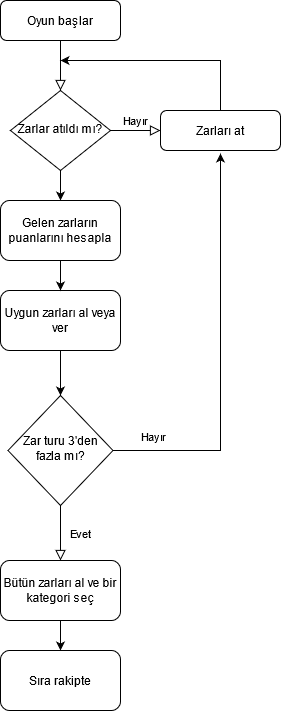 Oyun başlar
Zarlar atıldı mı?
Hayır
Zarları at
Gelen zarların
puanlarını hesapla
Uygun zarları al veya
ver
Zar turu 3'den
fazla mı?
Hayır
Evet
Bütün zarları al ve bir
kategori seç
Sıra rakipte